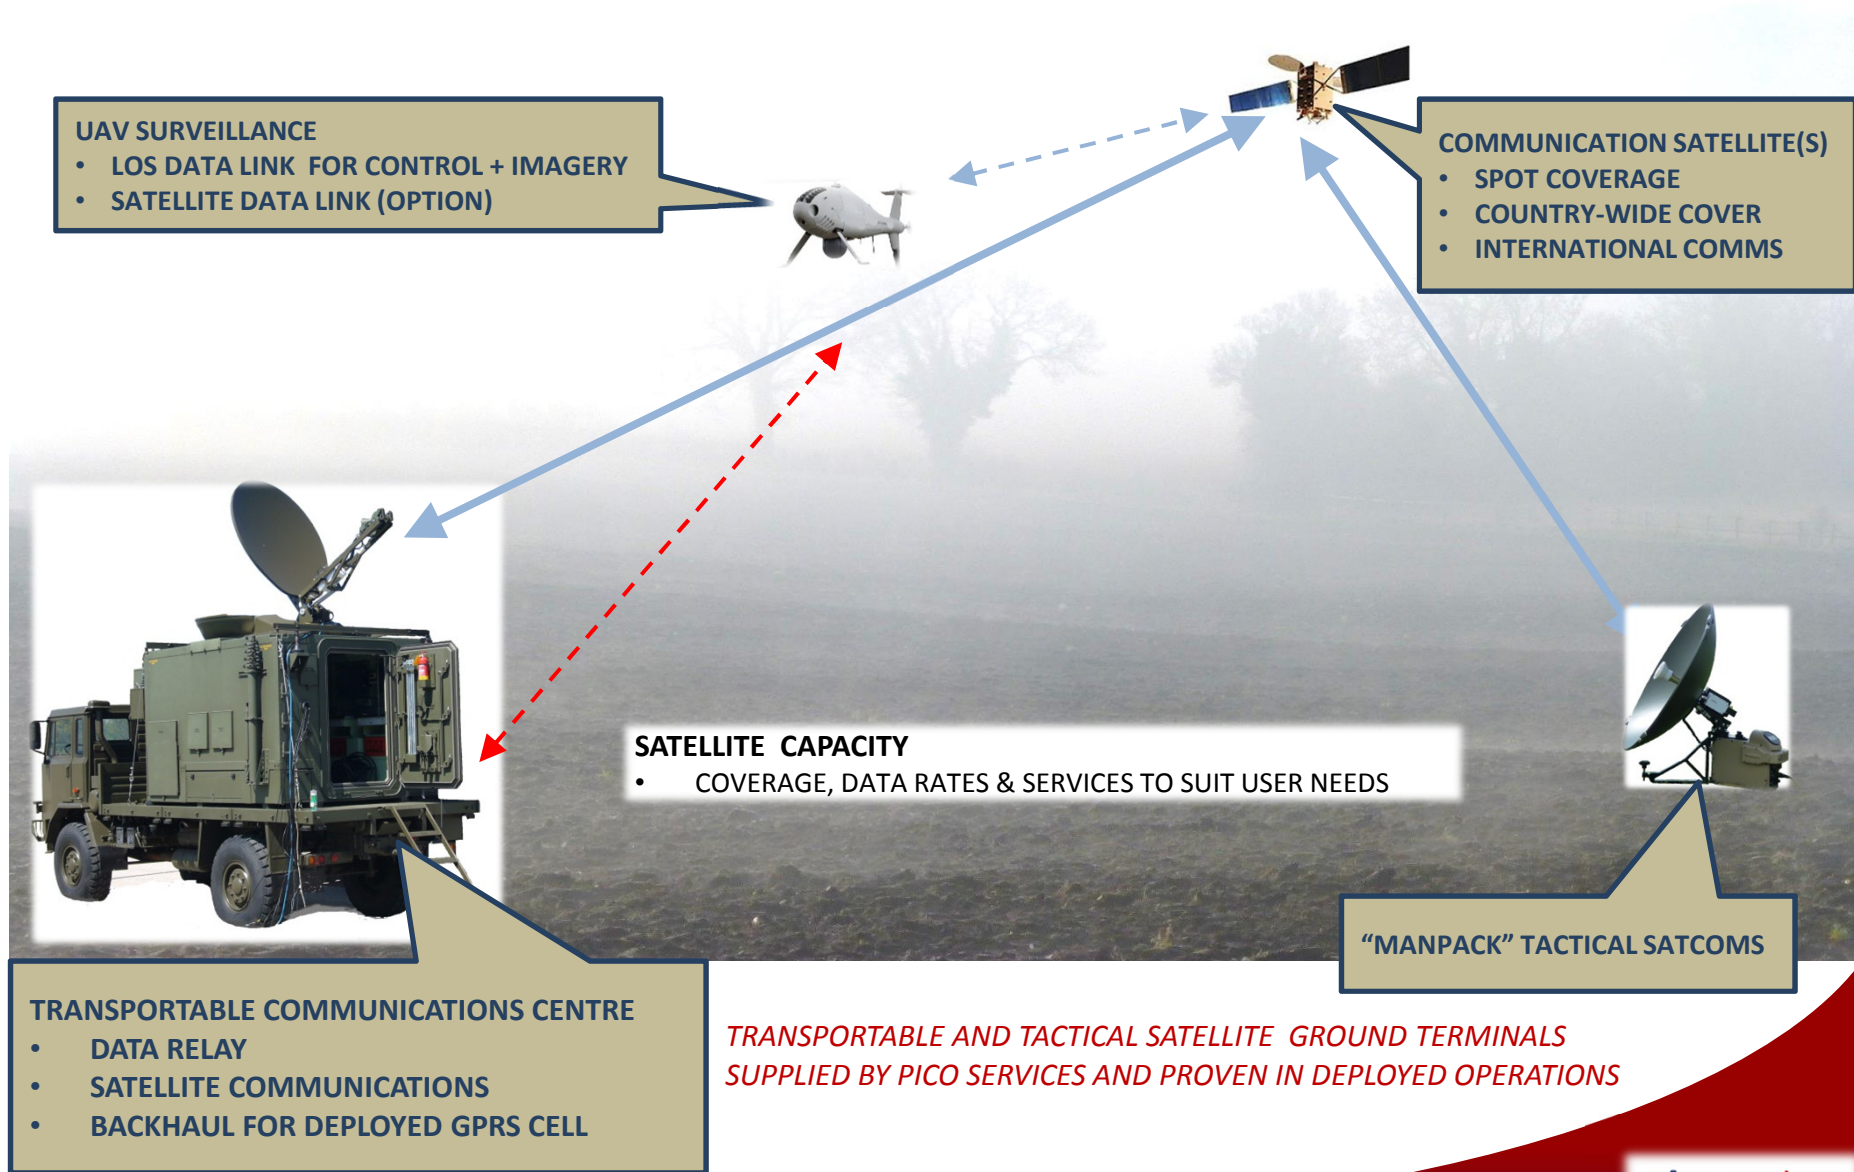 UAV SURVEILLANCE
• LOS DATA LINK FOR CONTROL + IMAGERY
• SATELLITE DATA LINK (OPTION)
COMMUNICATION SATELLITE(S)
• SPOT COVERAGE
• COUNTRY-WIDE COVER
• INTERNATIONAL COMMS
SATELLITE CAPACITY
• COVERAGE, DATA RATES & SERVICES TO SUIT USER NEEDS
“MANPACK” TACTICAL SATCOMS
TRANSPORTABLE COMMUNICATIONS CENTRE
• DATA RELAY
• SATELLITE COMMUNICATIONS
• BACKHAUL FOR DEPLOYED GPRS CELL
TRANSPORTABLE AND TACTICAL SATELLITE GROUND TERMINALS
SUPPLIED BY PICO SERVICES AND PROVEN IN DEPLOYED OPERATIONS